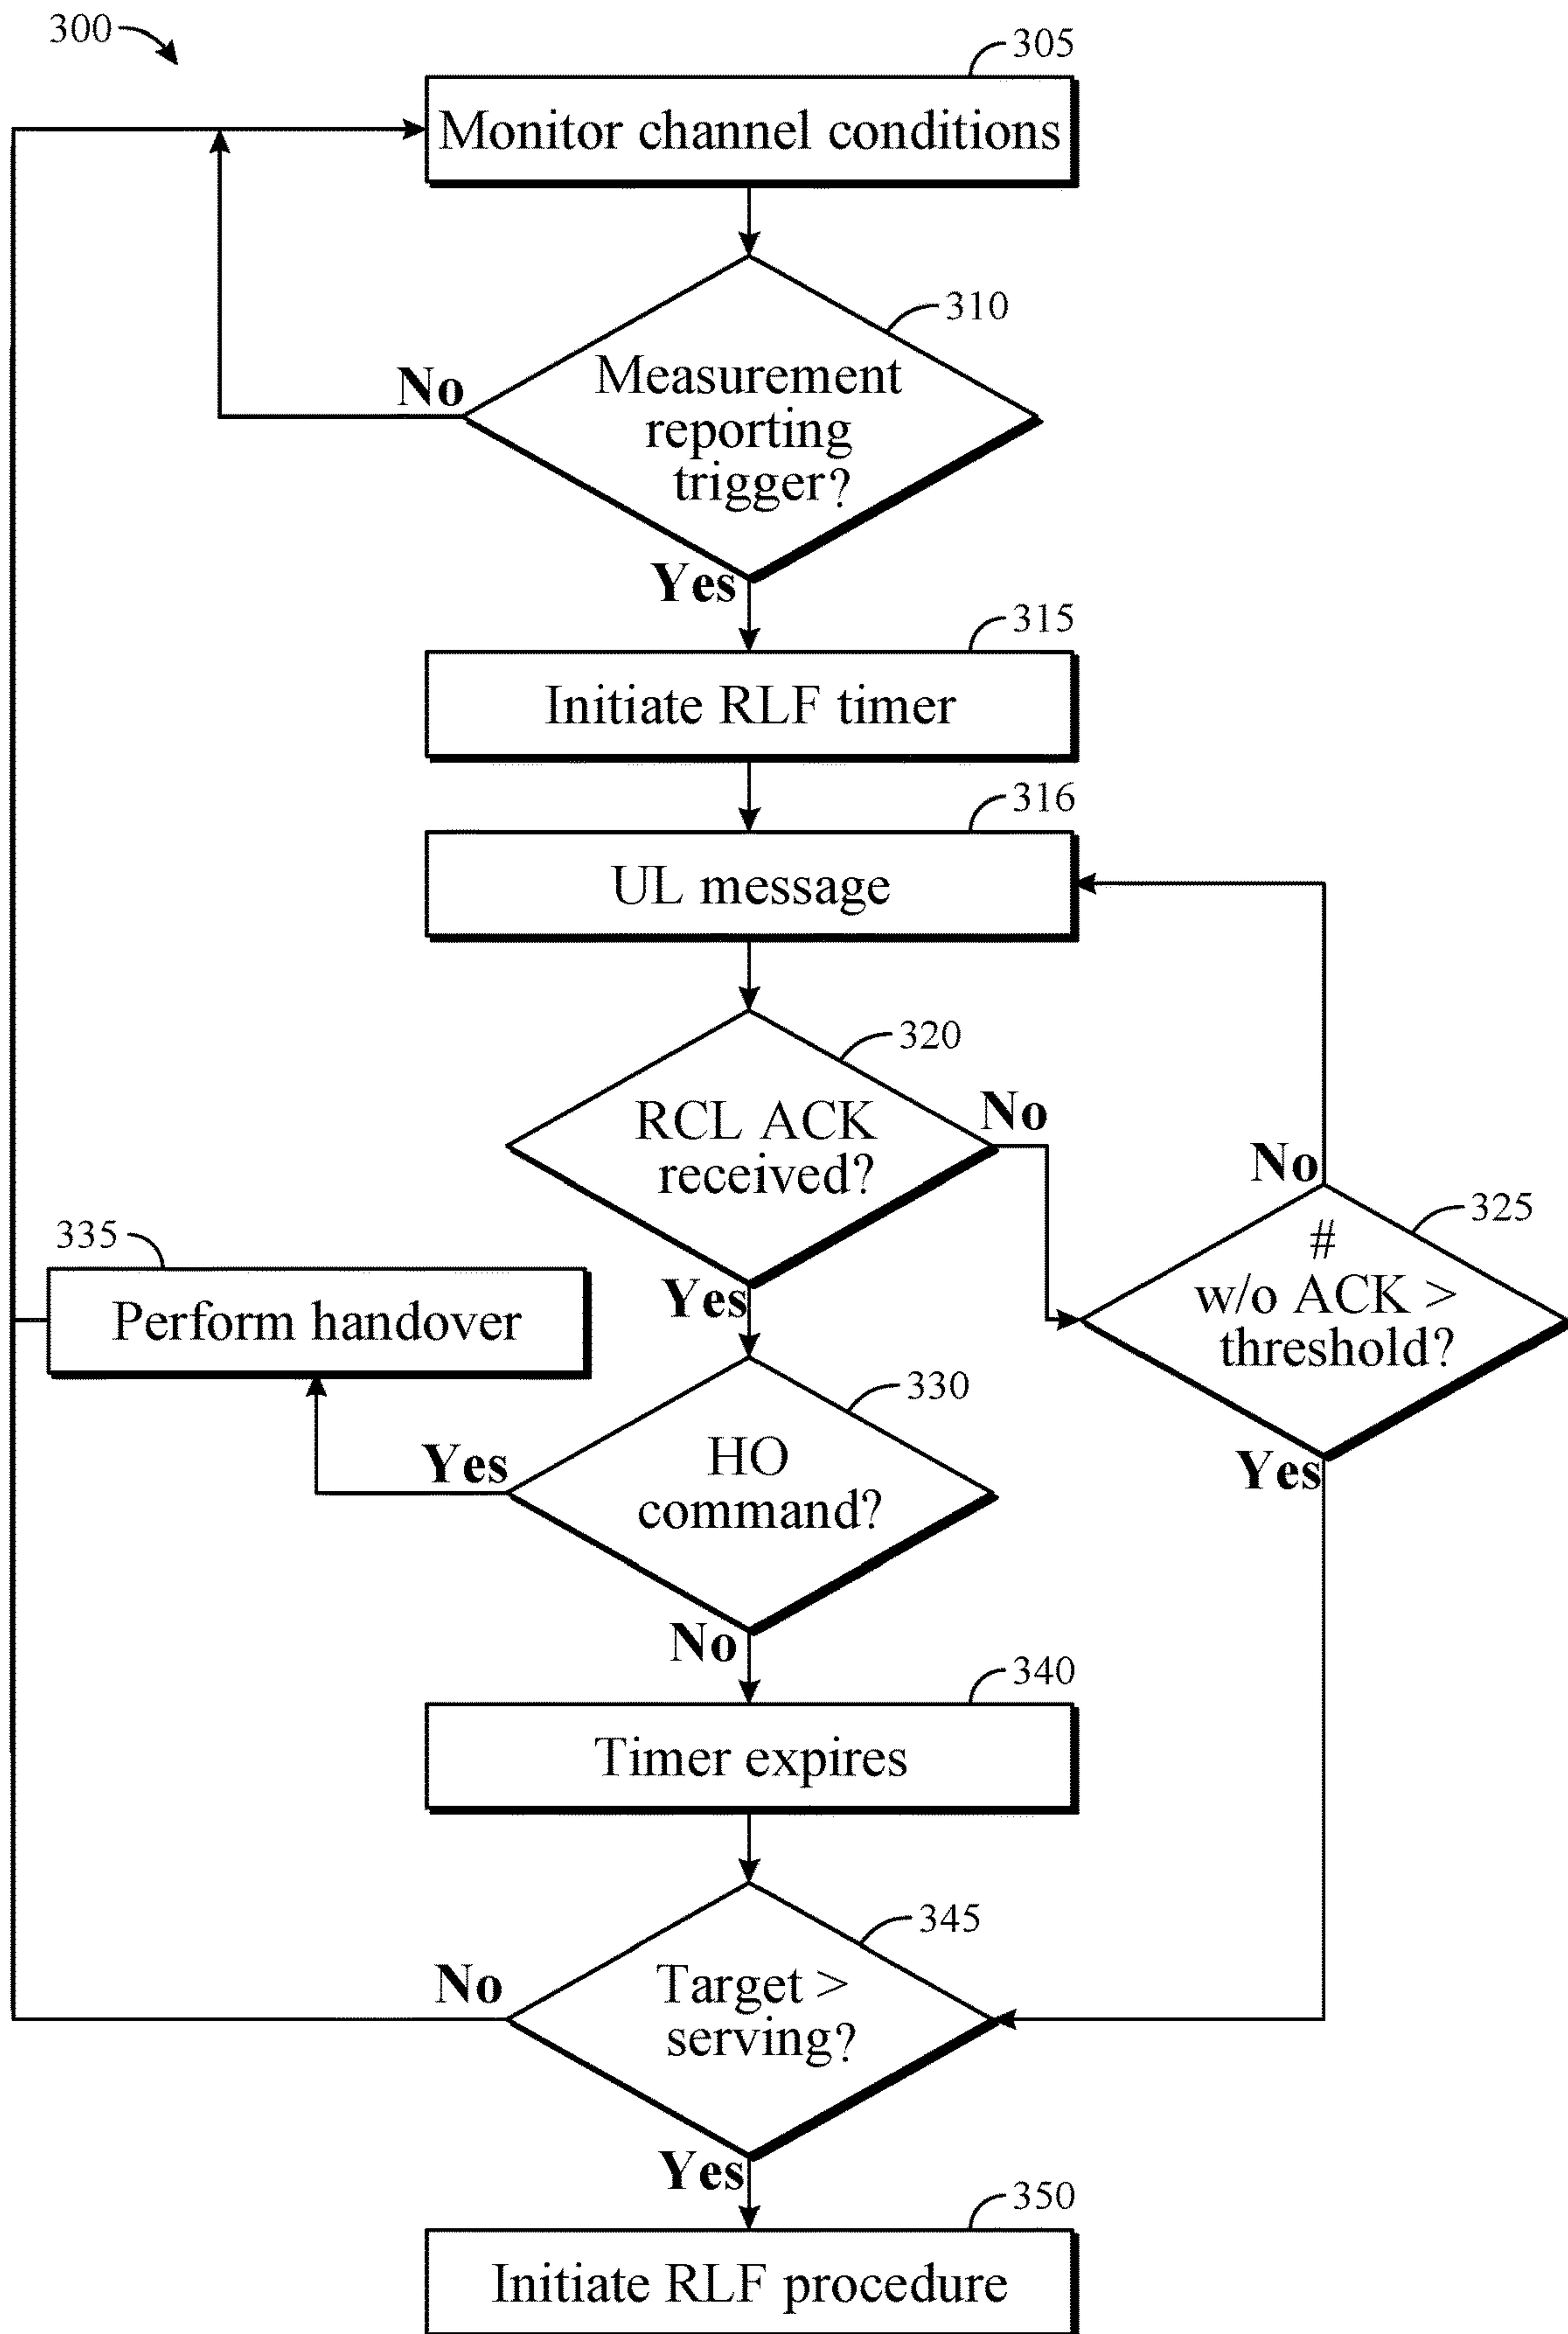 300
305
Monitor channel conditions
310
Measurement
reporting
trigger?
No
Yes
315
Initiate RLF timer
316
UL message
320
RCL ACK
received?
No
Yes
No
325
#
w/o ACK >
threshold?
Yes
335
Perform handover
330
HO
command?
Yes
No
340
Timer expires
345
Target >
serving?
No
Yes
350
Initiate RLF procedure